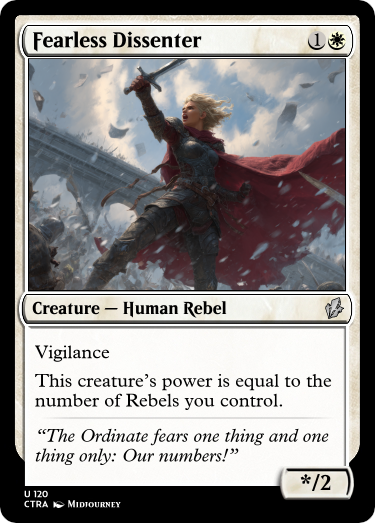 Fearless Dissenter 1
Creature — Human Rebel
Vigilance
This creature's power is equal to the
number of Rebels you control.
"The Ordinate fears one thing and one
thing only: Our numbers!"
*/2
U 120
CTRA Midjourney